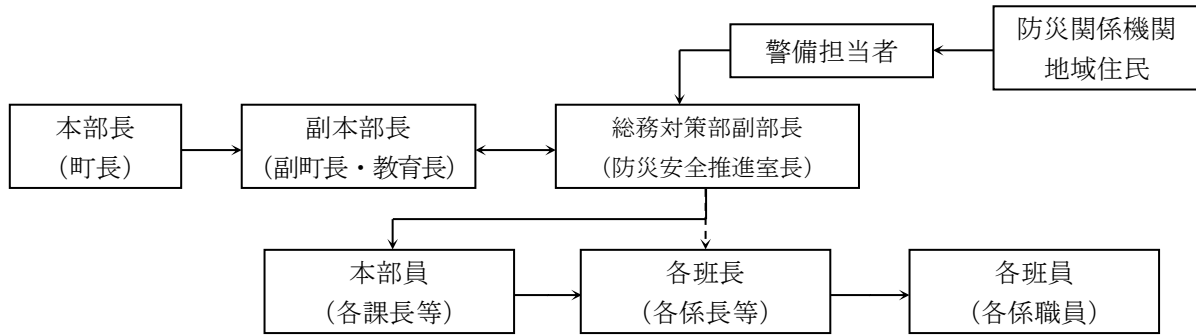 防災関係機関
地域住民
警備担当者
本部長
（町長）
副本部長
（副町長・教育長）
総務対策部副部長
（防災安全推進室長）
本部員
（各課長等）
各班長
（各係長等）
各班員
（各係職員）